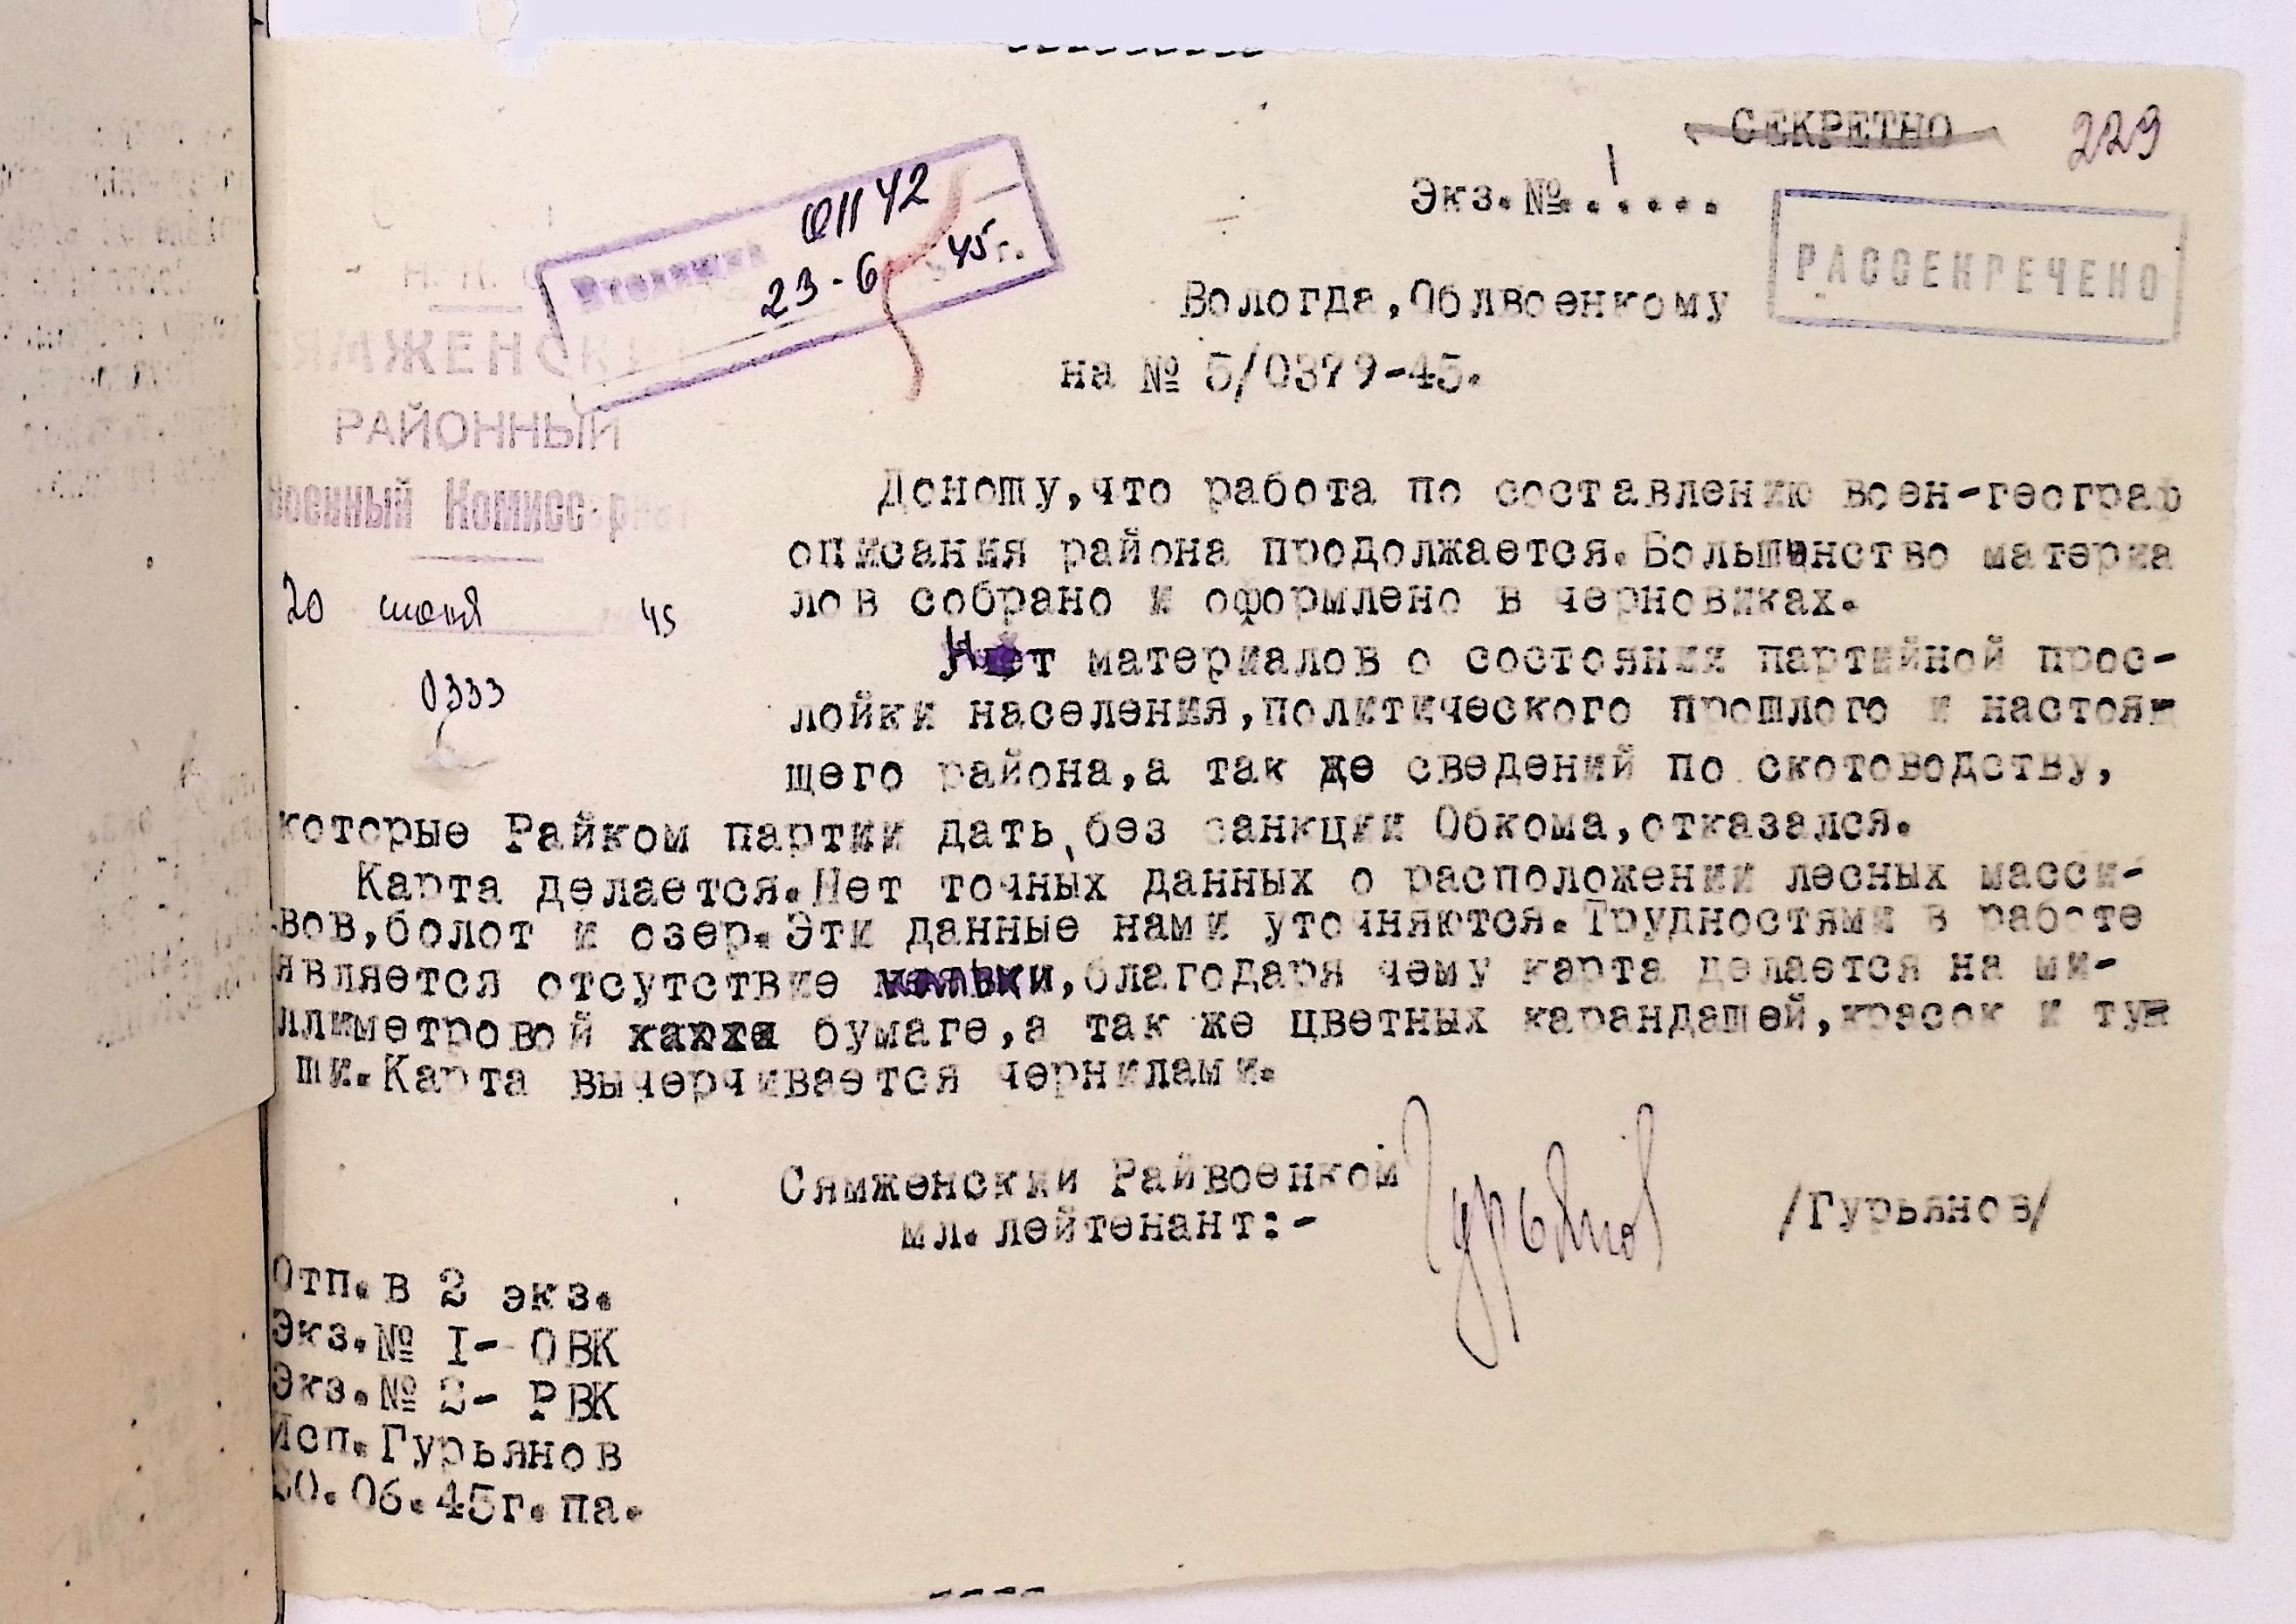 СЕКРЕТНО
229
Экз.№ 1......
РАССЕКРЕЧЕНО
Входящий 01142
23-6 45 г.
Вологда,Облвоенкому
на № 5/0379-45.
Н. К. О.
СЯМЖЕНСКИЙ
РАЙОННЫЙ
Военный Комиссариат
20 июня 45
0333
Доношу,что работа по составлению воен-географ
описания района продолжается.Большинство материа
лов собрано и оформлено в черновиках.
Нет материалов о состоянии партийной прос-
лойки населения,политического прошлого и настоя
щего района,а так же сведений по скотоводству,
которые Райком партии дать,без санкции Обкома,отказался.
Карта делается.Нет точных данных о расположении лесных масси-
вов,болот и озер.Эти данные нами уточняются.Трудностями в работе
является отсутствие кальки,благодаря чему карта делается на ми-
ллиметровой бумаге,а так же цветных карандашей,красок и ту
ши.Карта вычерчивается чернилами.
Сямженский Райвоенком
мл.лейтенант:- Гурьянов /Гурьянов/
Отп.в 2 экз.
Экз.№ I- ОВК
Экз.№ 2- РВК
Исп.Гурьянов
20.06.45г.па.